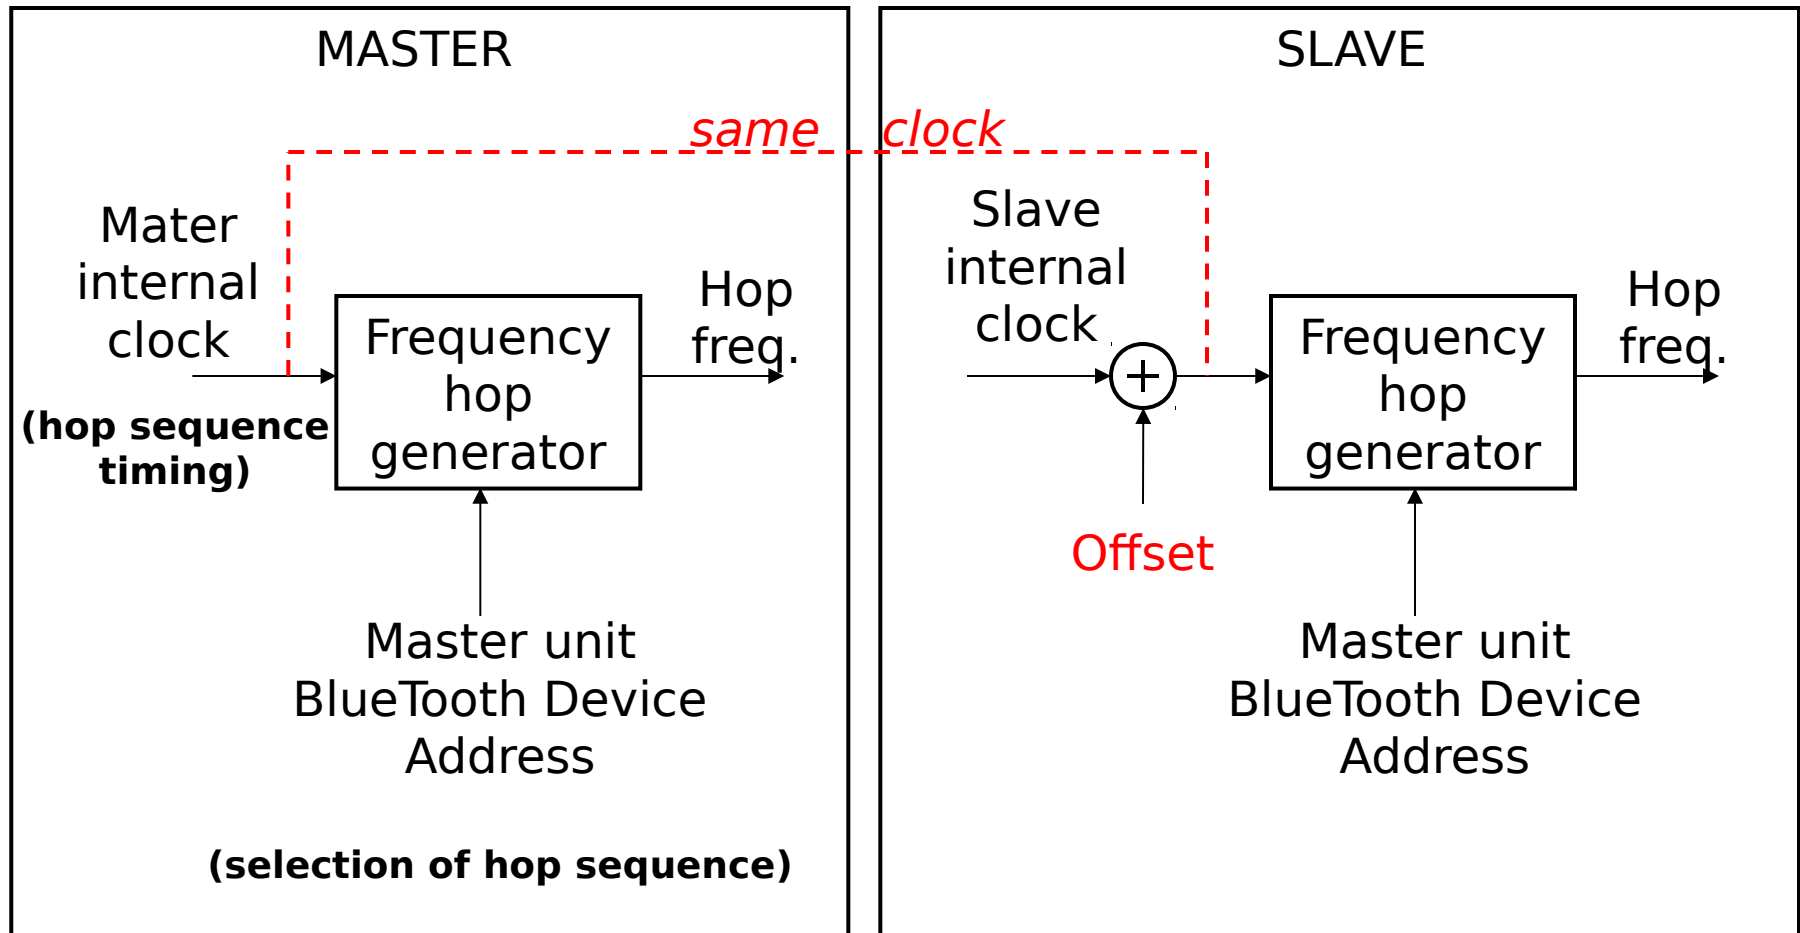 MASTER
same clock
Mater
internal
clock
(hop sequence
timing)
Frequency
hop
generator
Hop
freq.
Master unit
BlueTooth Device
Address
(selection of hop sequence)
SLAVE
Slave
internal
clock
+
Offset
Frequency
hop
generator
Hop
freq.
Master unit
BlueTooth Device
Address